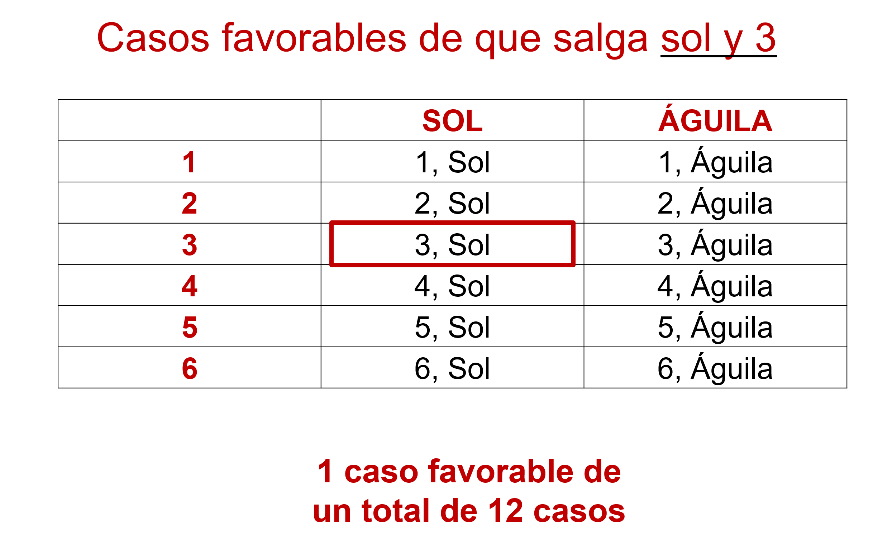 Casos favorables de que salga sol y 3
SOL ÁGUILA
1 1, Sol 1, Águila
2 2, Sol 2, Águila
3 3, Sol 3, Águila
4 4, Sol 4, Águila
5 5, Sol 5, Águila
6 6, Sol 6, Águila
1 caso favorable de
un total de 12 casos